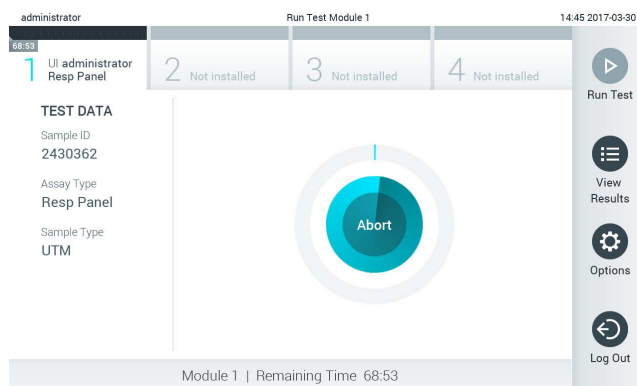 administrator
Run Test Module 1
14:45 2017-03-30
68:53
1
UI administrator
Resp Panel
2 Not installed
3 Not installed
4 Not installed
Run Test
TEST DATA
Sample ID
2430362
Assay Type
Resp Panel
Sample Type
UTM
Abort
View
Results
Options
Log Out
Module 1 | Remaining Time 68:53